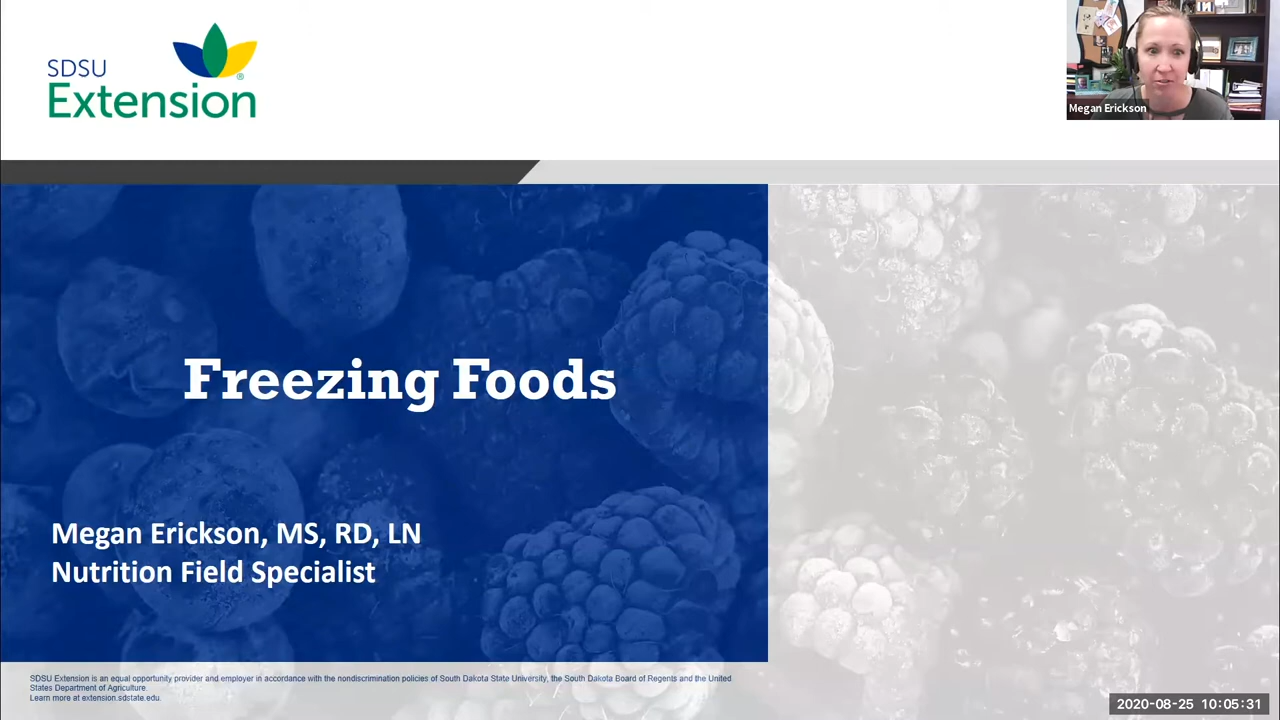 SDSU
Extension
®
Megan Erickson
Freezing Foods
Megan Erickson, MS, RD, LN
Nutrition Field Specialist
SDSU Extension is an equal opportunity provider and employer in accordance with the nondiscrimination policies of South Dakota State University, the South Dakota Board of Regents and the United
States Department of Agriculture.
Learn more at extension.sdstate.edu.
2020-08-25 10:05:31